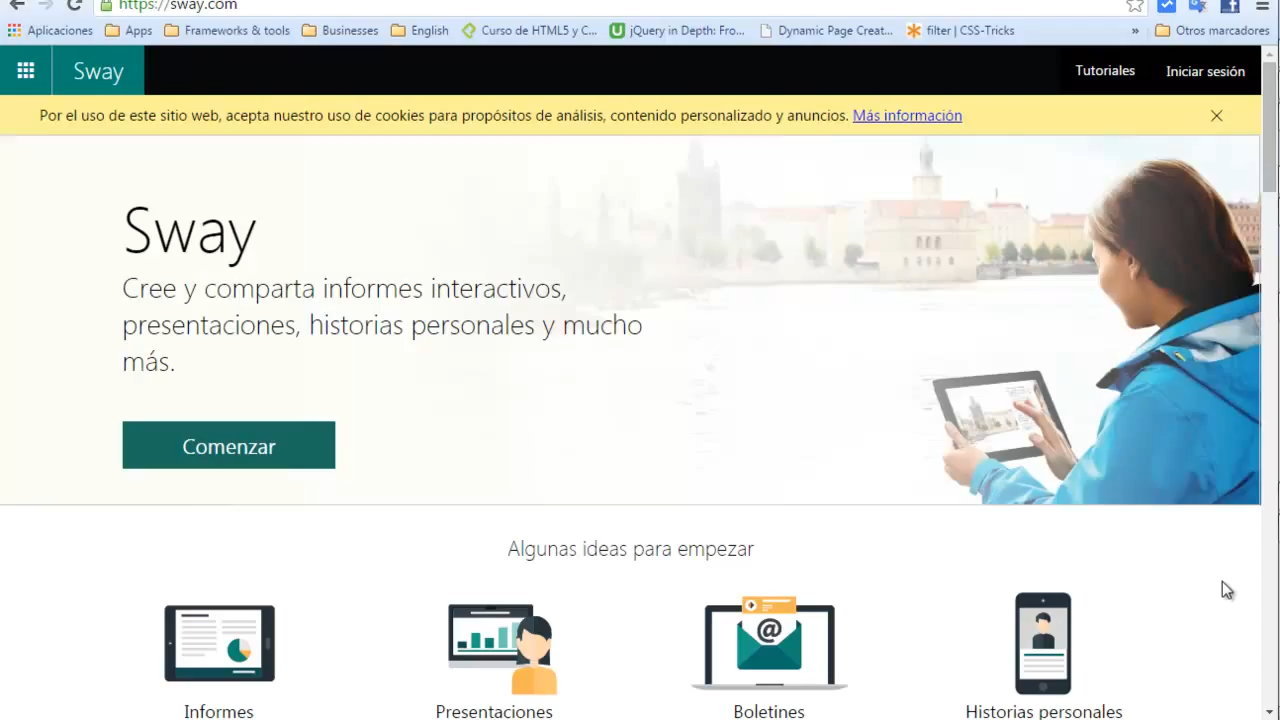 https://sway.com
Aplicaciones Apps Frameworks & tools Businesses English Curso de HTML5 y C... jQuery in Depth: Fro... Dynamic Page Creat... filter | CSS-Tricks » Otros marcadores
Sway Tutoriales Iniciar sesión
Por el uso de este sitio web, acepta nuestro uso de cookies para propósitos de análisis, contenido personalizado y anuncios. Más información
Sway
Cree y comparta informes interactivos,
presentaciones, historias personales y mucho
más.
Comenzar
Algunas ideas para empezar
Informes Presentaciones Boletines Historias personales